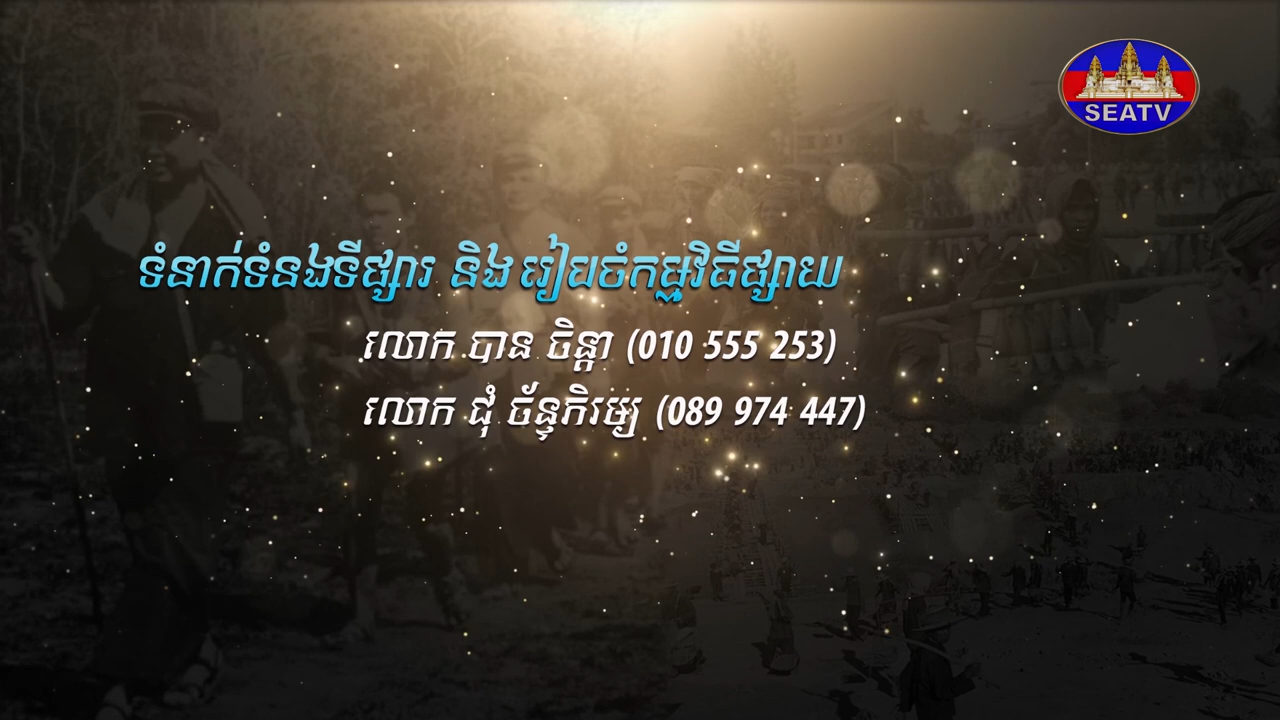 SEATV
ទំនាក់ទំនងទីផ្សារ និងរៀបចំកម្មវិធីផ្សាយ
លោក បាន ចិន្តា (010 555 253)
លោក ជុំ ច័ន្ទភិរម្យ (089 974 447)